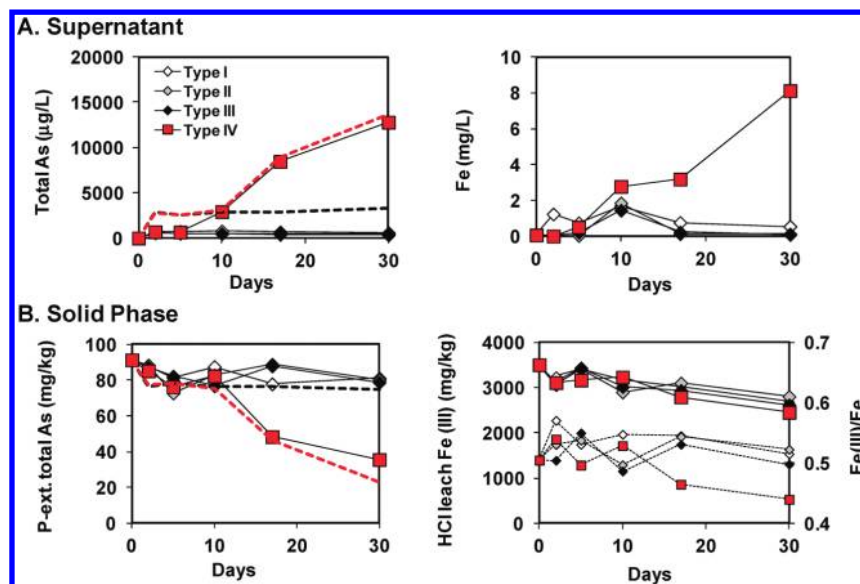 A. Supernatant
Total As (µg/L)
20000
15000
10000
5000
0
0 10 20 30
Days
Type I
Type II
Type III
Type IV
Fe (mg/L)
10
8
6
4
2
0
0 10 20 30
Days
B. Solid Phase
P-ext. total As (mg/kg)
100
80
60
40
20
0
0 10 20 30
Days
HCl leach Fe (III) (mg/kg)
4000
3000
2000
1000
0
0 10 20 30
Days
0.7
0.6
0.5
0.4
Fe(III)/Fe